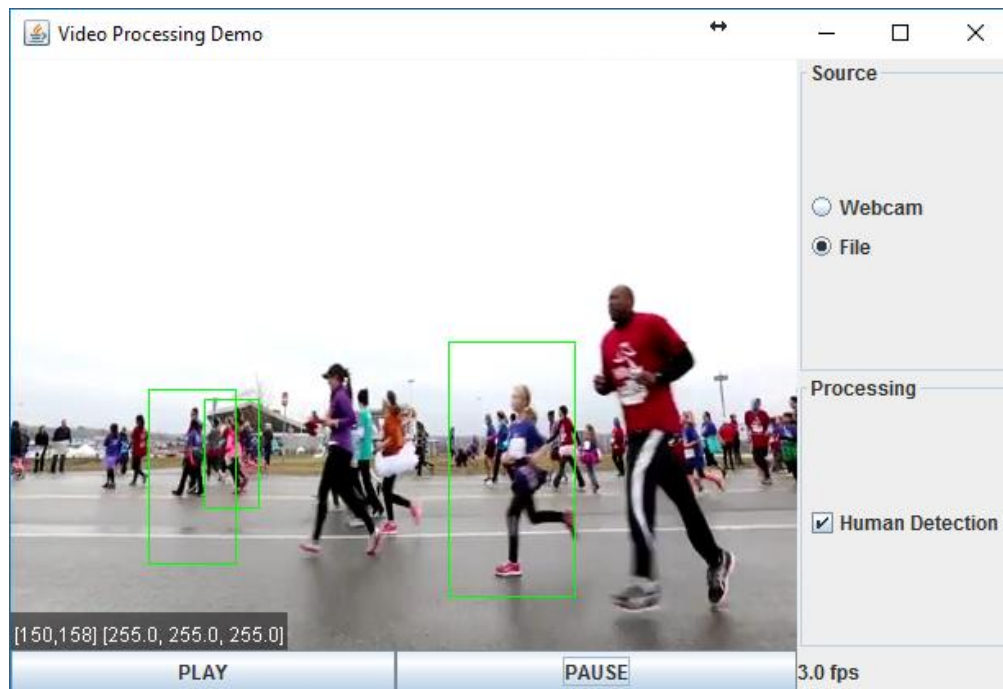 Video Processing Demo
Source
Webcam
File
Processing
Human Detection
[150,158] [255.0, 255.0, 255.0]
PLAY
PAUSE
3.0 fps